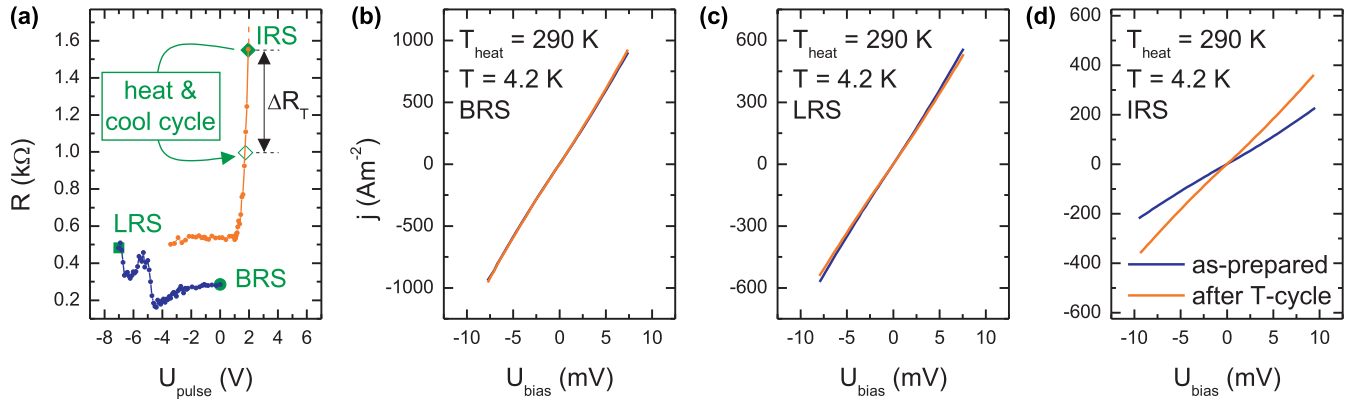 (a)
1.6
1.4
1.2
1.0
0.8
0.6
0.4
0.2
R (kΩ)
-8 -6 -4 -2 0 2 4 6
U_pulse (V)
IRS
heat &
cool cycle
ΔR_T
LRS
BRS
(b)
1000
500
0
-500
-1000
j (Am⁻²)
-10 -5 0 5 10
U_bias (mV)
T_heat = 290 K
T = 4.2 K
BRS
(c)
600
300
0
-300
-600
-10 -5 0 5 10
U_bias (mV)
T_heat = 290 K
T = 4.2 K
LRS
(d)
600
400
200
0
-200
-400
-600
-10 -5 0 5 10
U_bias (mV)
T_heat = 290 K
T = 4.2 K
IRS
as-prepared
after T-cycle